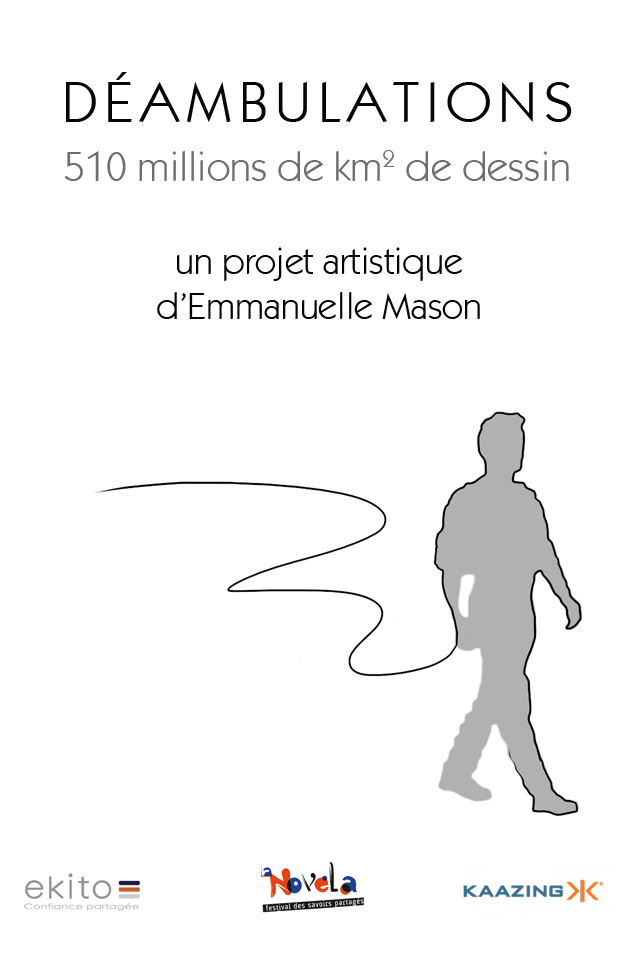 DÉAMBULATIONS
510 millions de km² de dessin
un projet artistique
d'Emmanuelle Mason
ekito
Confiance partagée
la Novela
festival des savoirs partagés
KAAZING